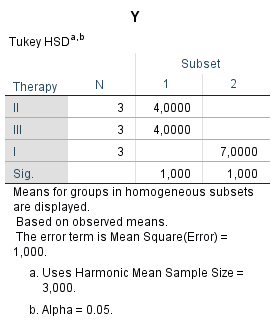 Y
Tukey HSDa,b
Subset
Therapy N 1 2
II 3 4,0000
III 3 4,0000
I 3 7,0000
Sig. 1,000 1,000
Means for groups in homogeneous subsets
are displayed.
Based on observed means.
The error term is Mean Square(Error) =
1,000.
a. Uses Harmonic Mean Sample Size =
3,000.
b. Alpha = 0.05.